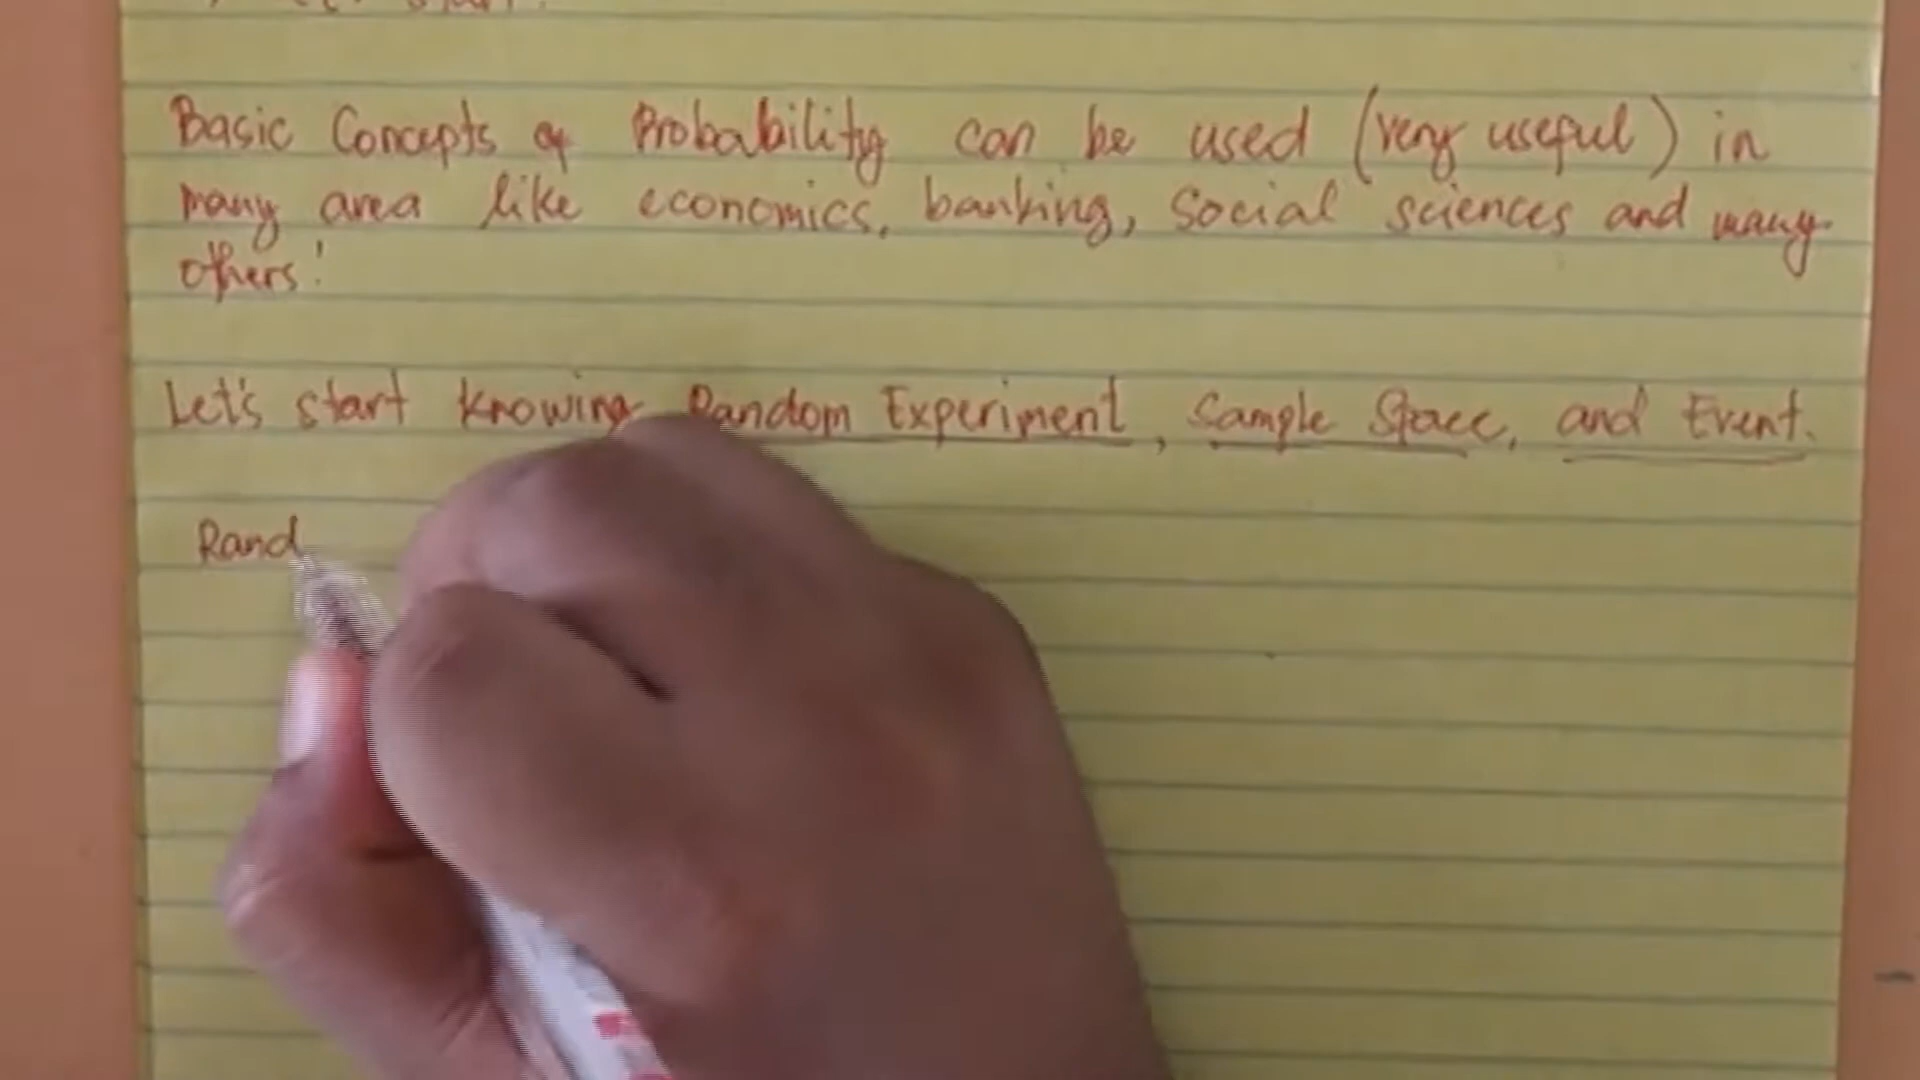 Basic Concepts of Probability can be used (very useful) in
many area like economics, banking, Social sciences and many
others!
Let's start knowing Random Experiment, Sample Space, and Event.
Rand